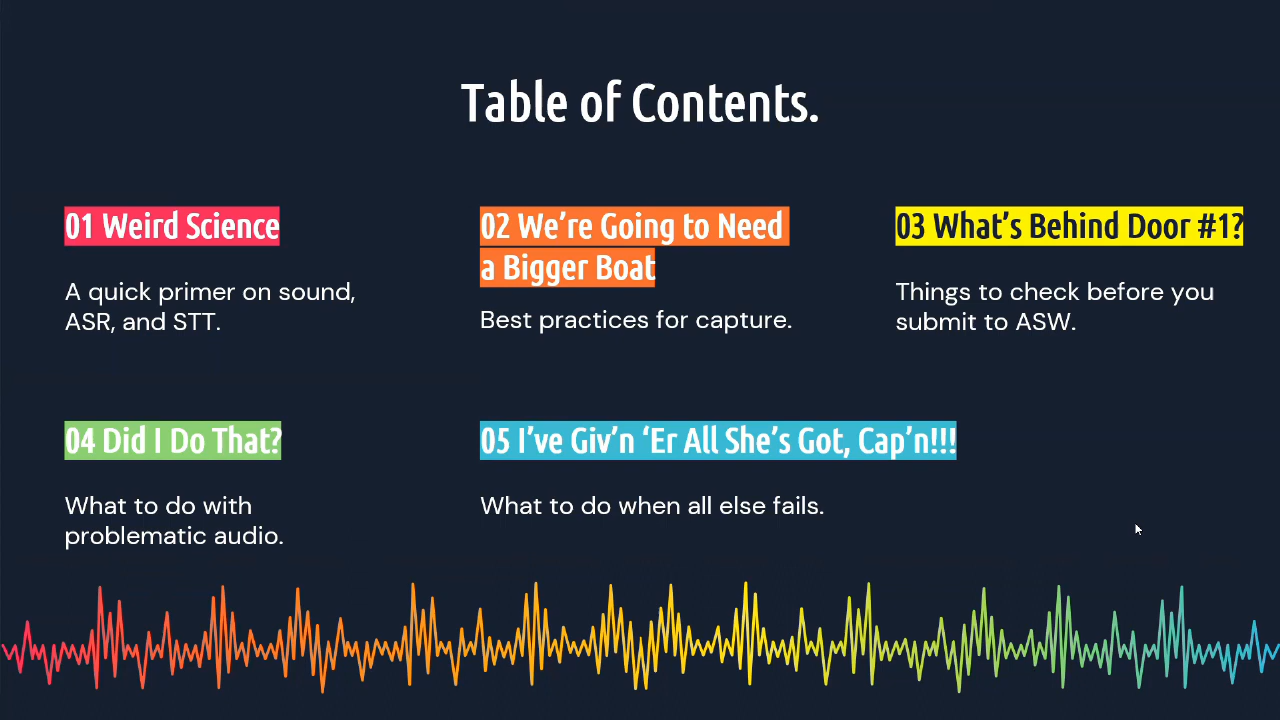 Table of Contents.
01 Weird Science
A quick primer on sound,
ASR, and STT.
02 We’re Going to Need
a Bigger Boat
Best practices for capture.
03 What’s Behind Door #1?
Things to check before you
submit to ASW.
04 Did I Do That?
What to do with
problematic audio.
05 I’ve Giv’n ‘Er All She’s Got, Cap’n!!!
What to do when all else fails.